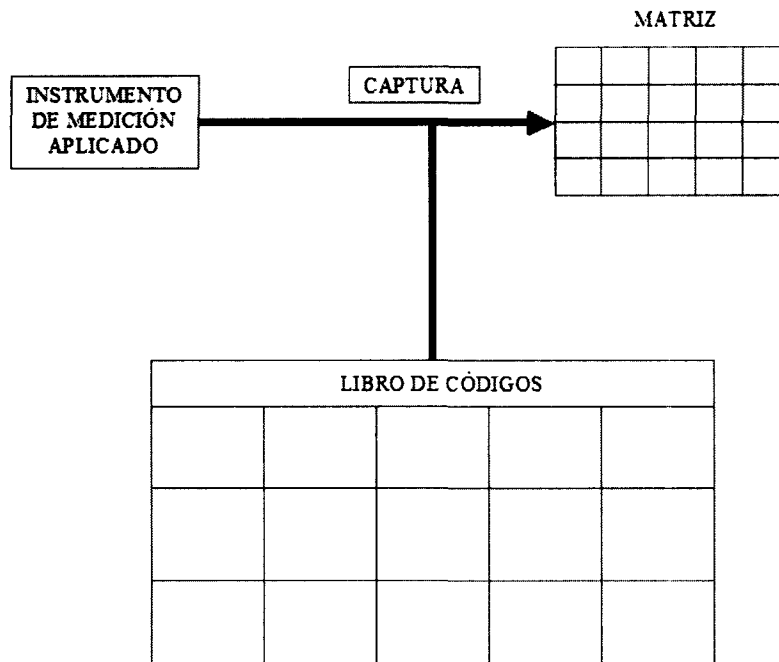 MATRIZ
CAPTURA
INSTRUMENTO
DE MEDICIÓN
APLICADO
LIBRO DE CÓDIGOS